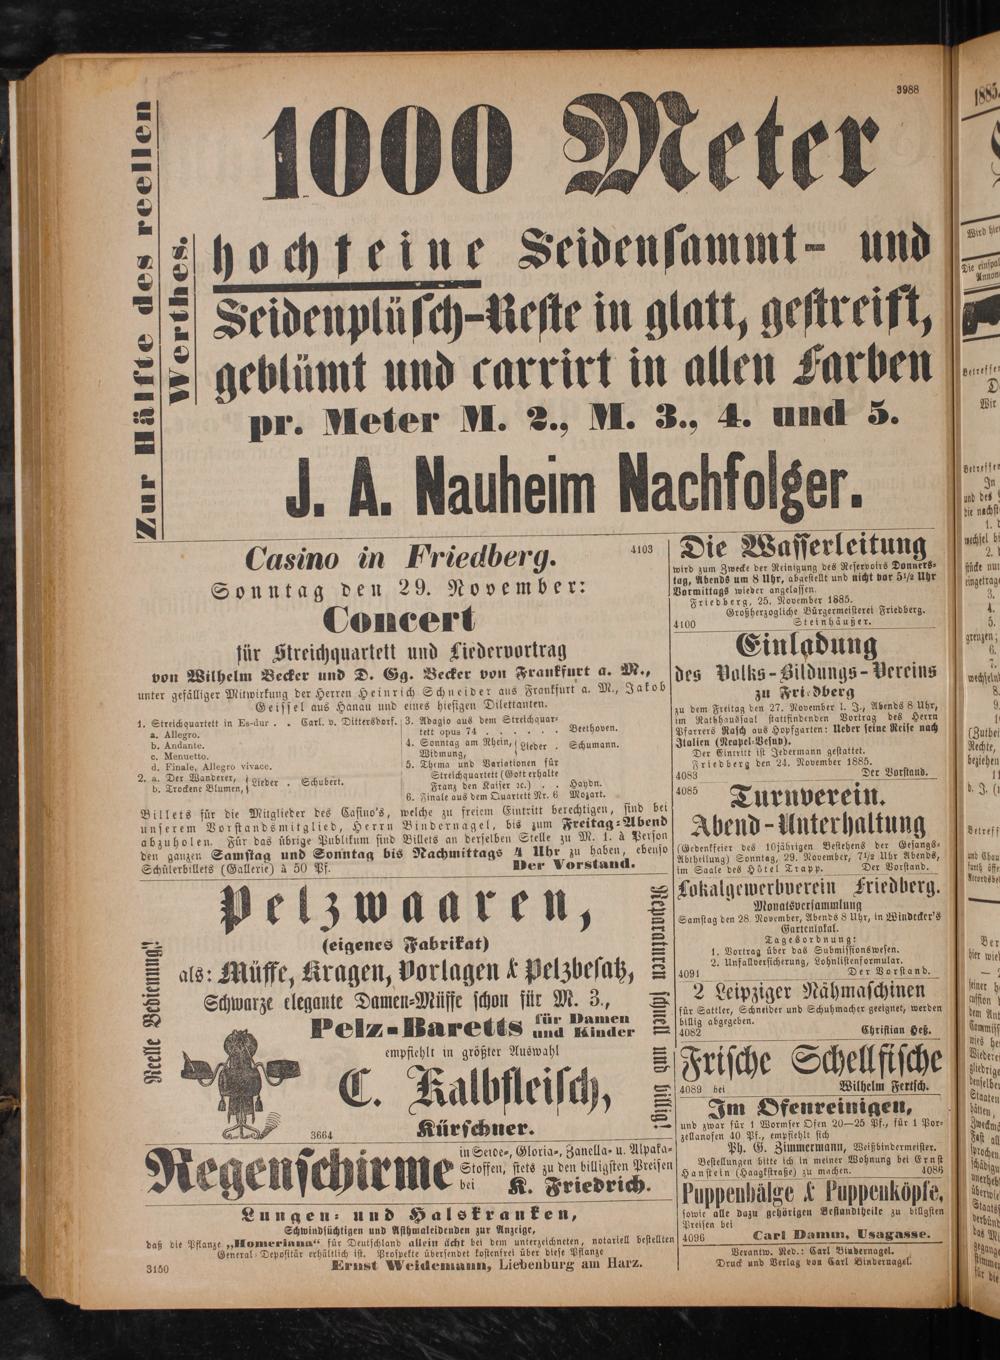 3988
Zur Hälfte des reellen
Werthes.
1000 Meter
hochfeine Seidensammt- und
Seidenplüsch-Reste in glatt, gestreift,
geblümt und carrirt in allen Farben
pr. Meter M. 2., M. 3., 4. und 5.
J. A. Nauheim Nachfolger.
Casino in Friedberg. 4103
Sonntag den 29. November:
Concert
für Streichquartett und Liedervortrag
von Wilhelm Becker und D. Gg. Becker von Frankfurt a. M.,
unter gefälliger Mitwirkung der Herren Heinrich Schneider aus Frankfurt a. M., Jakob
Geissel aus Hanau und eines hiesigen Dilettanten.
1. Streichquartett in Es-dur . . Carl. v. Dittersdorf.
a. Allegro.
b. Andante.
c. Menuetto.
d. Finale, Allegro vivace.
2. a. Der Wanderer, } Lieder . Schubert.
b. Trockene Blumen,
3. Adagio aus dem Streichquar-
tett opus 74 . . . . . . Beethoven.
4. Sonntag am Rhein, } Lieder . Schumann.
Widmung,
5. Thema und Variationen für
Streichquartett (Gott erhalte
Franz den Kaiser ꝛc.) . . Haydn.
6. Finale aus dem Quartett Nr. 6 Mozart.
Billets für die Mitglieder des Casino's, welche zu freiem Eintritt berechtigen, sind bei
unserem Vorstandsmitglied, Herrn Bindernagel, bis zum Freitag-Abend
abzuholen. Für das übrige Publikum sind Billets an derselben Stelle zu M. 1. à Person
den ganzen Samstag und Sonntag bis Nachmittags 4 Uhr zu haben, ebenso
Schülerbillets (Gallerie) à 50 Pf. Der Vorstand.
Reelle Bedienung!
Pelzwaaren,
(eigenes Fabrikat)
als: Müffe, Kragen, Vorlagen & Pelzbesatz,
Schwarze elegante Damen-Müffe schon für M. 3.,
Pelz-Baretts für Damen
und Kinder
empfiehlt in größter Auswahl
C. Kalbfleisch,
3664 Kürschner.
Reparaturen schnell und billig!
Regenschirme in Seide-, Gloria-, Zanella- u. Alpaka-
Stoffen, stets zu den billigsten Preisen
bei K. Friedrich.
Lungen- und Halskranken,
Schwindsüchtigen und Asthmaleidenden zur Anzeige,
daß die Pflanze „Homeriana“ für Deutschland allein ächt bei dem unterzeichneten, notariell bestellten
General-Depositär erhältlich ist. Prospekte übersendet kostenfrei über diese Pflanze
3150 Ernst Weidemann, Liebenburg am Harz.
Die Wasserleitung
wird zum Zwecke der Reinigung des Reservoirs Donners-
tag, Abends um 8 Uhr, abgestellt und nicht vor 5½ Uhr
Vormittags wieder angelassen.
Friedberg, 25. November 1885.
Großherzogliche Bürgermeisterei Friedberg.
4100 Steinhäußer.
Einladung
des Volks-Bildungs-Vereins
zu Friedberg
zu dem Freitag den 27. November l. J., Abends 8 Uhr,
im Rathhaussaal stattfindenden Vortrag des Herrn
Pfarrers Rasch aus Hopfgarten: Ueber seine Reise nach
Italien (Neapel-Vesuv).
Der Eintritt ist Jedermann gestattet.
Friedberg den 24. November 1885.
4083 Der Vorstand.
4085 Turnverein.
Abend-Unterhaltung
(Gedenkfeier des 10jährigen Bestehens der Gesangs-
Abtheilung) Sonntag, 29. November, 7½ Uhr Abends,
im Saale des Hôtel Trapp. Der Vorstand.
Lokalgewerbverein Friedberg.
Monatsversammlung
Samstag den 28. November, Abends 8 Uhr, in Windecker's
Gartenlokal.
Tagesordnung:
1. Vortrag über das Submissionswesen.
2. Unfallversicherung, Lohnlistenformular.
4091 Der Vorstand.
2 Leipziger Nähmaschinen
für Sattler, Schneider und Schuhmacher geeignet, werden
billig abgegeben.
4082 Christian Heß.
Frische Schellfische
4089 bei Wilhelm Fertsch.
Im Ofenreinigen,
und zwar für 1 Wormser Ofen 20—25 Pf., für 1 Por-
zellanofen 40 Pf., empfiehlt sich
Ph. G. Zimmermann, Weißbindermeister.
Bestellungen bitte ich in meiner Wohnung bei Ernst
Hanstein (Haagstraße) zu machen. 4086
Puppenbälge & Puppenköpfe,
sowie alle dazu gehörigen Bestandtheile zu billigsten
Preisen bei
4096 Carl Damm, Usagasse.
Verantw. Red.: Carl Bindernagel.
Druck und Verlag von Carl Bindernagel.
1885.